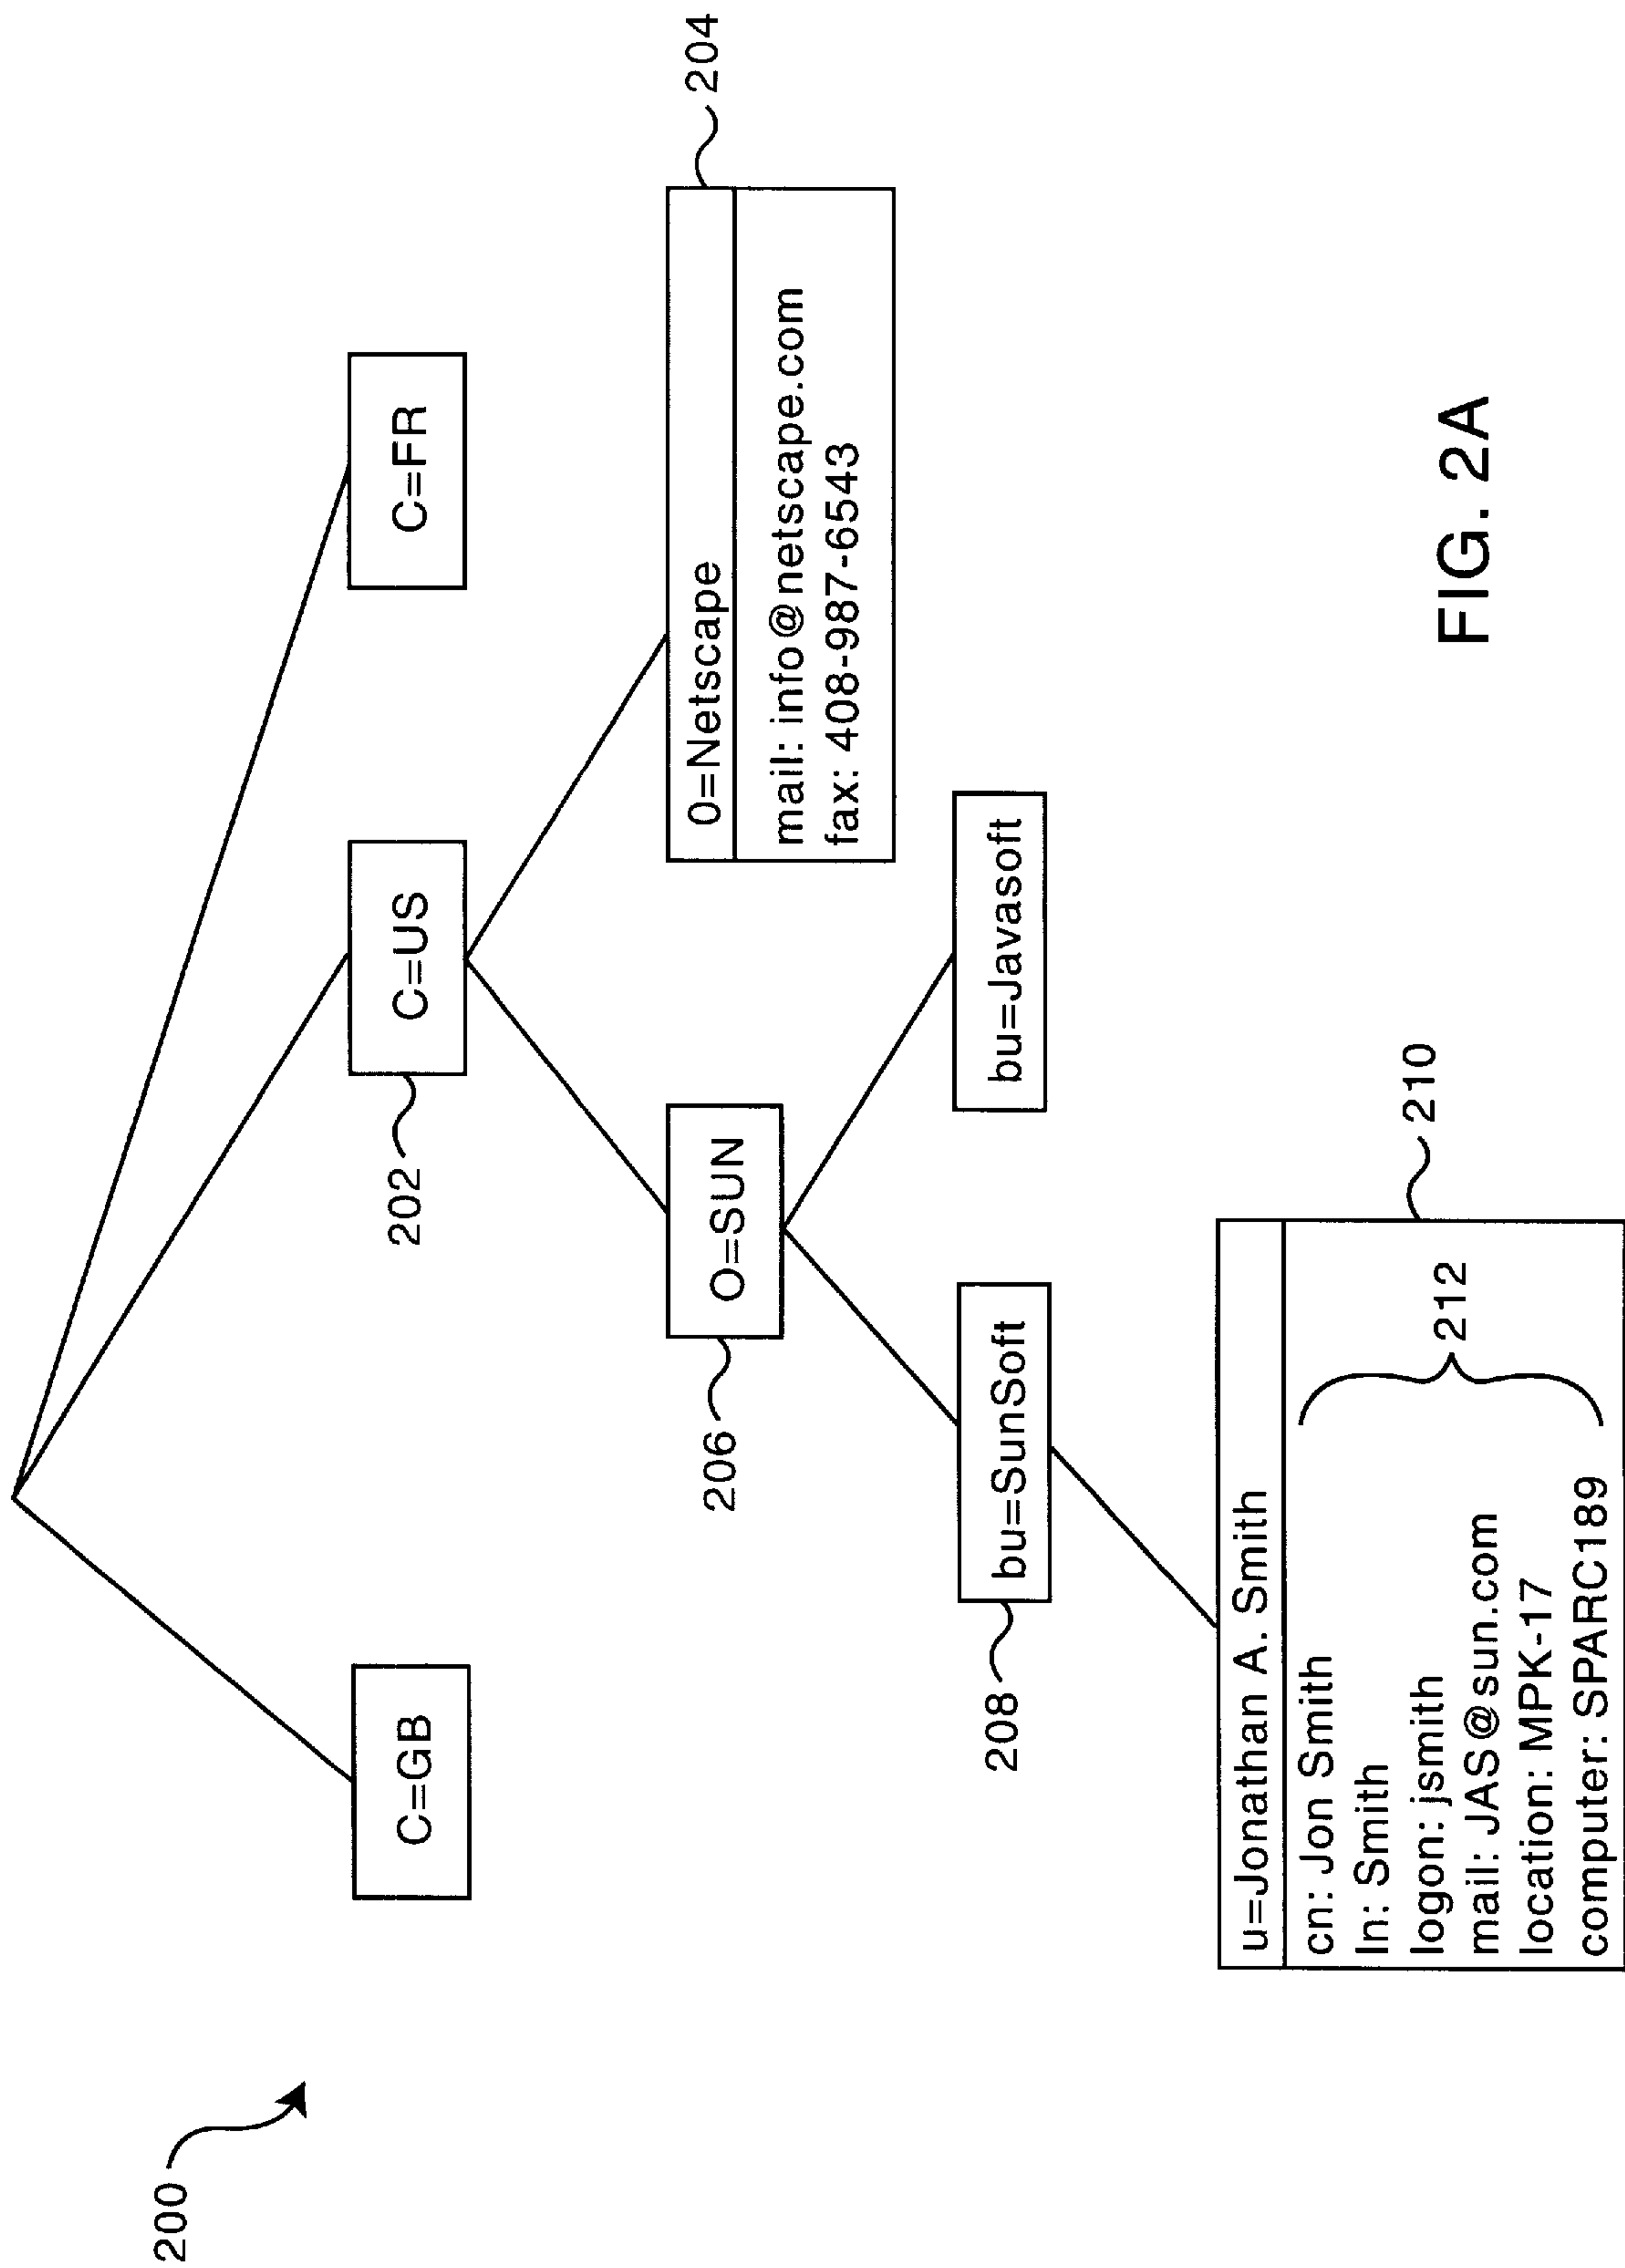 200
C=GB
C=US
C=FR
202
O=SUN
206
0=Netscape
mail: info@netscape.com
fax: 408-987-6543
204
bu=SunSoft
208
bu=Javasoft
u=Jonathan A. Smith
cn: Jon Smith
ln: Smith
logon: jsmith
mail: JAS@sun.com
location: MPK-17
computer: SPARC189
212
210
FIG. 2A